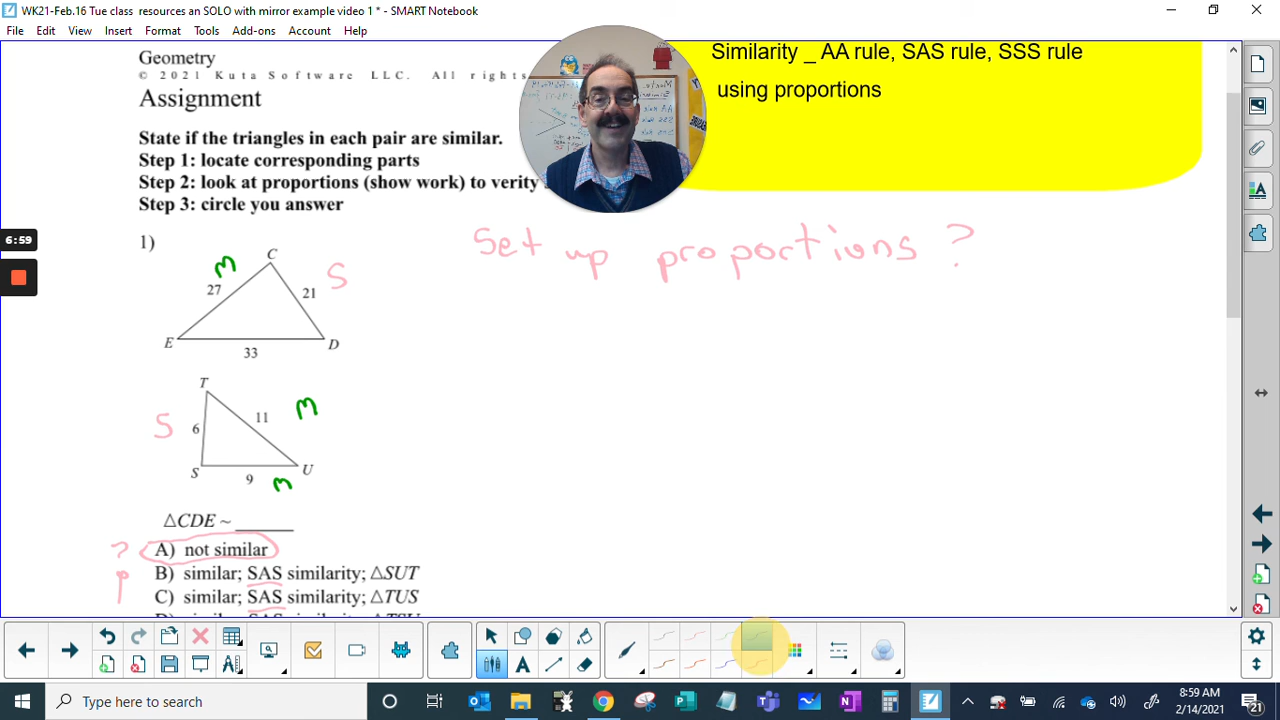 WK21-Feb.16 Tue class resources an SOLO with mirror example video 1 * - SMART Notebook
File Edit View Insert Format Tools Add-ons Account Help
Geometry
© 2021 Kuta Software LLC. All rights
Assignment
Similarity _ AA rule, SAS rule, SSS rule
using proportions
State if the triangles in each pair are similar.
Step 1: locate corresponding parts
Step 2: look at proportions (show work) to verity
Step 3: circle you answer
6:59
1)
Set up proportions ?
M C S
27 21
E D
33
T
S 6 11 M
S U
9 M
△CDE ~ ______
? A) not similar
B) similar; SAS similarity; △SUT
C) similar; SAS similarity; △TUS
Type here to search
8:59 AM
2/14/2021
21